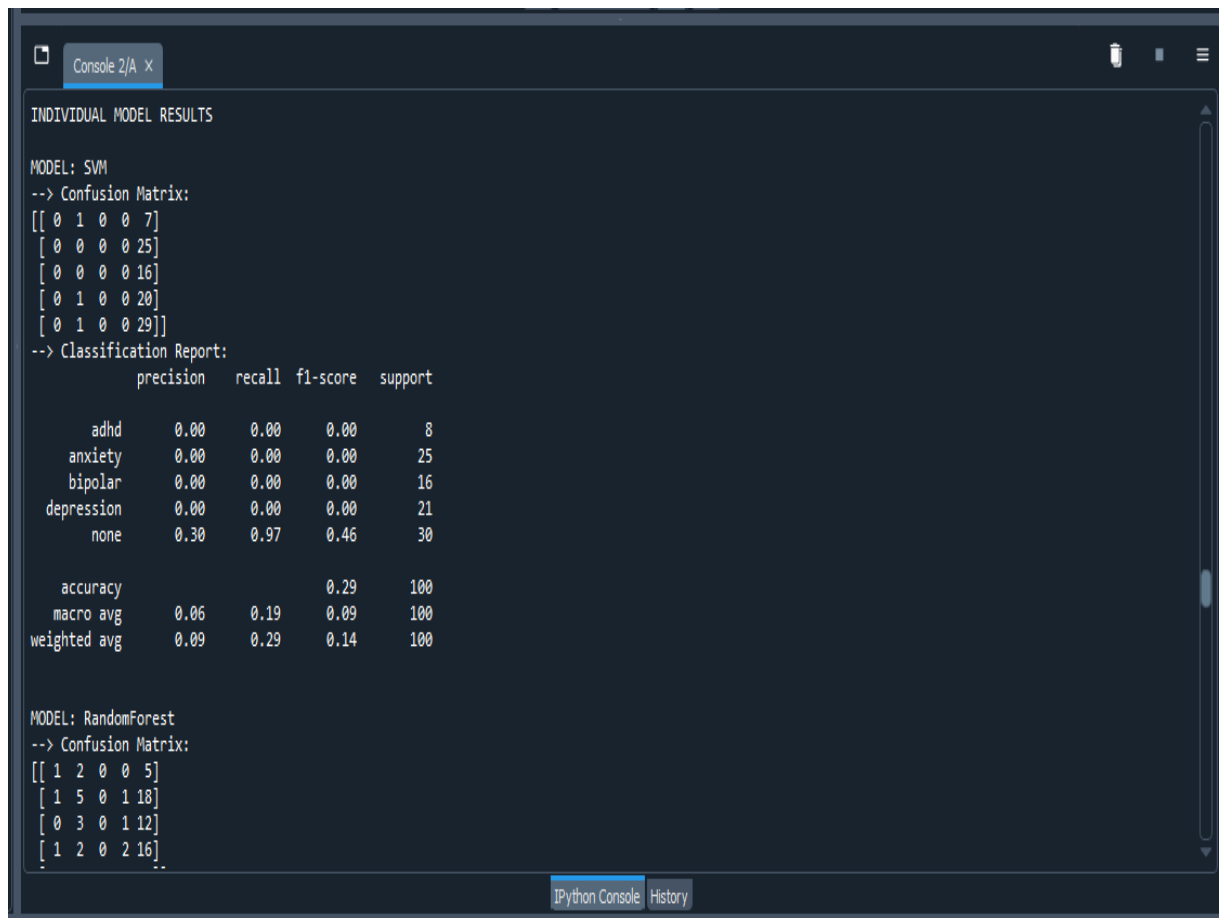 Console 2/A ×
INDIVIDUAL MODEL RESULTS
MODEL: SVM
--> Confusion Matrix:
[[ 0  1  0  0  7]
 [ 0  0  0  0 25]
 [ 0  0  0  0 16]
 [ 0  1  0  0 20]
 [ 0  1  0  0 29]]
--> Classification Report:
              precision    recall  f1-score   support
        adhd       0.00      0.00      0.00         8
     anxiety       0.00      0.00      0.00        25
     bipolar       0.00      0.00      0.00        16
  depression       0.00      0.00      0.00        21
        none       0.30      0.97      0.46        30
    accuracy                           0.29       100
   macro avg       0.06      0.19      0.09       100
weighted avg       0.09      0.29      0.14       100
MODEL: RandomForest
--> Confusion Matrix:
[[ 1  2  0  0  5]
 [ 1  5  0  1 18]
 [ 0  3  0  1 12]
 [ 1  2  0  2 16]
IPython Console History